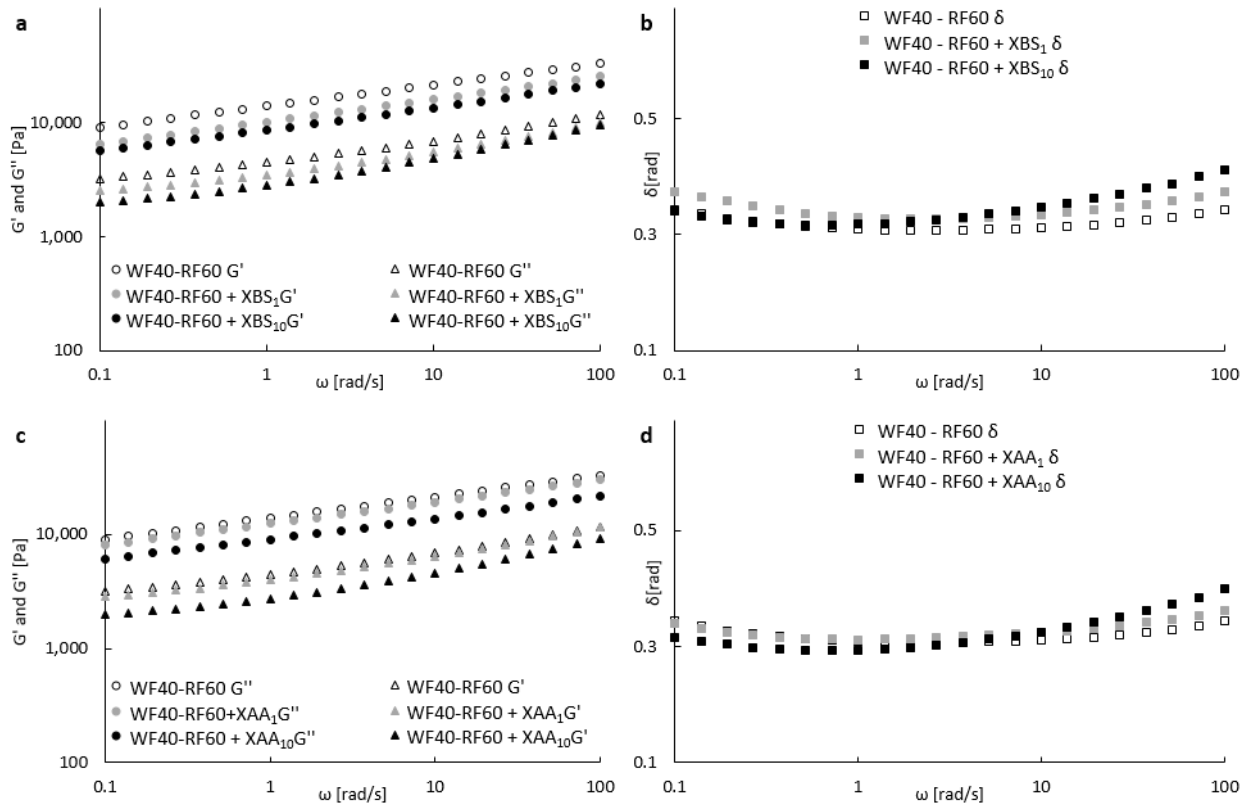 a
G' and G'' [Pa]
10,000
1,000
100
○ WF40-RF60 G'
● WF40-RF60 + XBS₁G'
● WF40-RF60 + XBS₁₀G'
△ WF40-RF60 G''
▲ WF40-RF60 + XBS₁G''
▲ WF40-RF60 + XBS₁₀G''
0.1 1 10 100
ω [rad/s]
b
□ WF40 - RF60 δ
■ WF40 - RF60 + XBS₁ δ
■ WF40 - RF60 + XBS₁₀ δ
δ[rad]
0.5
0.3
0.1
0.1 1 10 100
ω [rad/s]
c
G' and G'' [Pa]
10,000
1,000
100
○ WF40-RF60 G''
● WF40-RF60+XAA₁G''
● WF40-RF60 + XAA₁₀G''
△ WF40-RF60 G'
▲ WF40-RF60 + XAA₁G'
▲ WF40-RF60 + XAA₁₀G'
0.1 1 10 100
ω [rad/s]
d
□ WF40 - RF60 δ
■ WF40 - RF60 + XAA₁ δ
■ WF40 - RF60 + XAA₁₀ δ
δ[rad]
0.5
0.3
0.1
0.1 1 10 100
ω [rad/s]